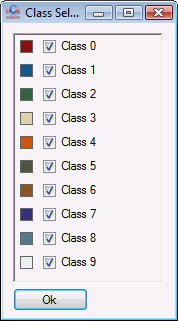 Class Sel...
Class 0
Class 1
Class 2
Class 3
Class 4
Class 5
Class 6
Class 7
Class 8
Class 9
Ok